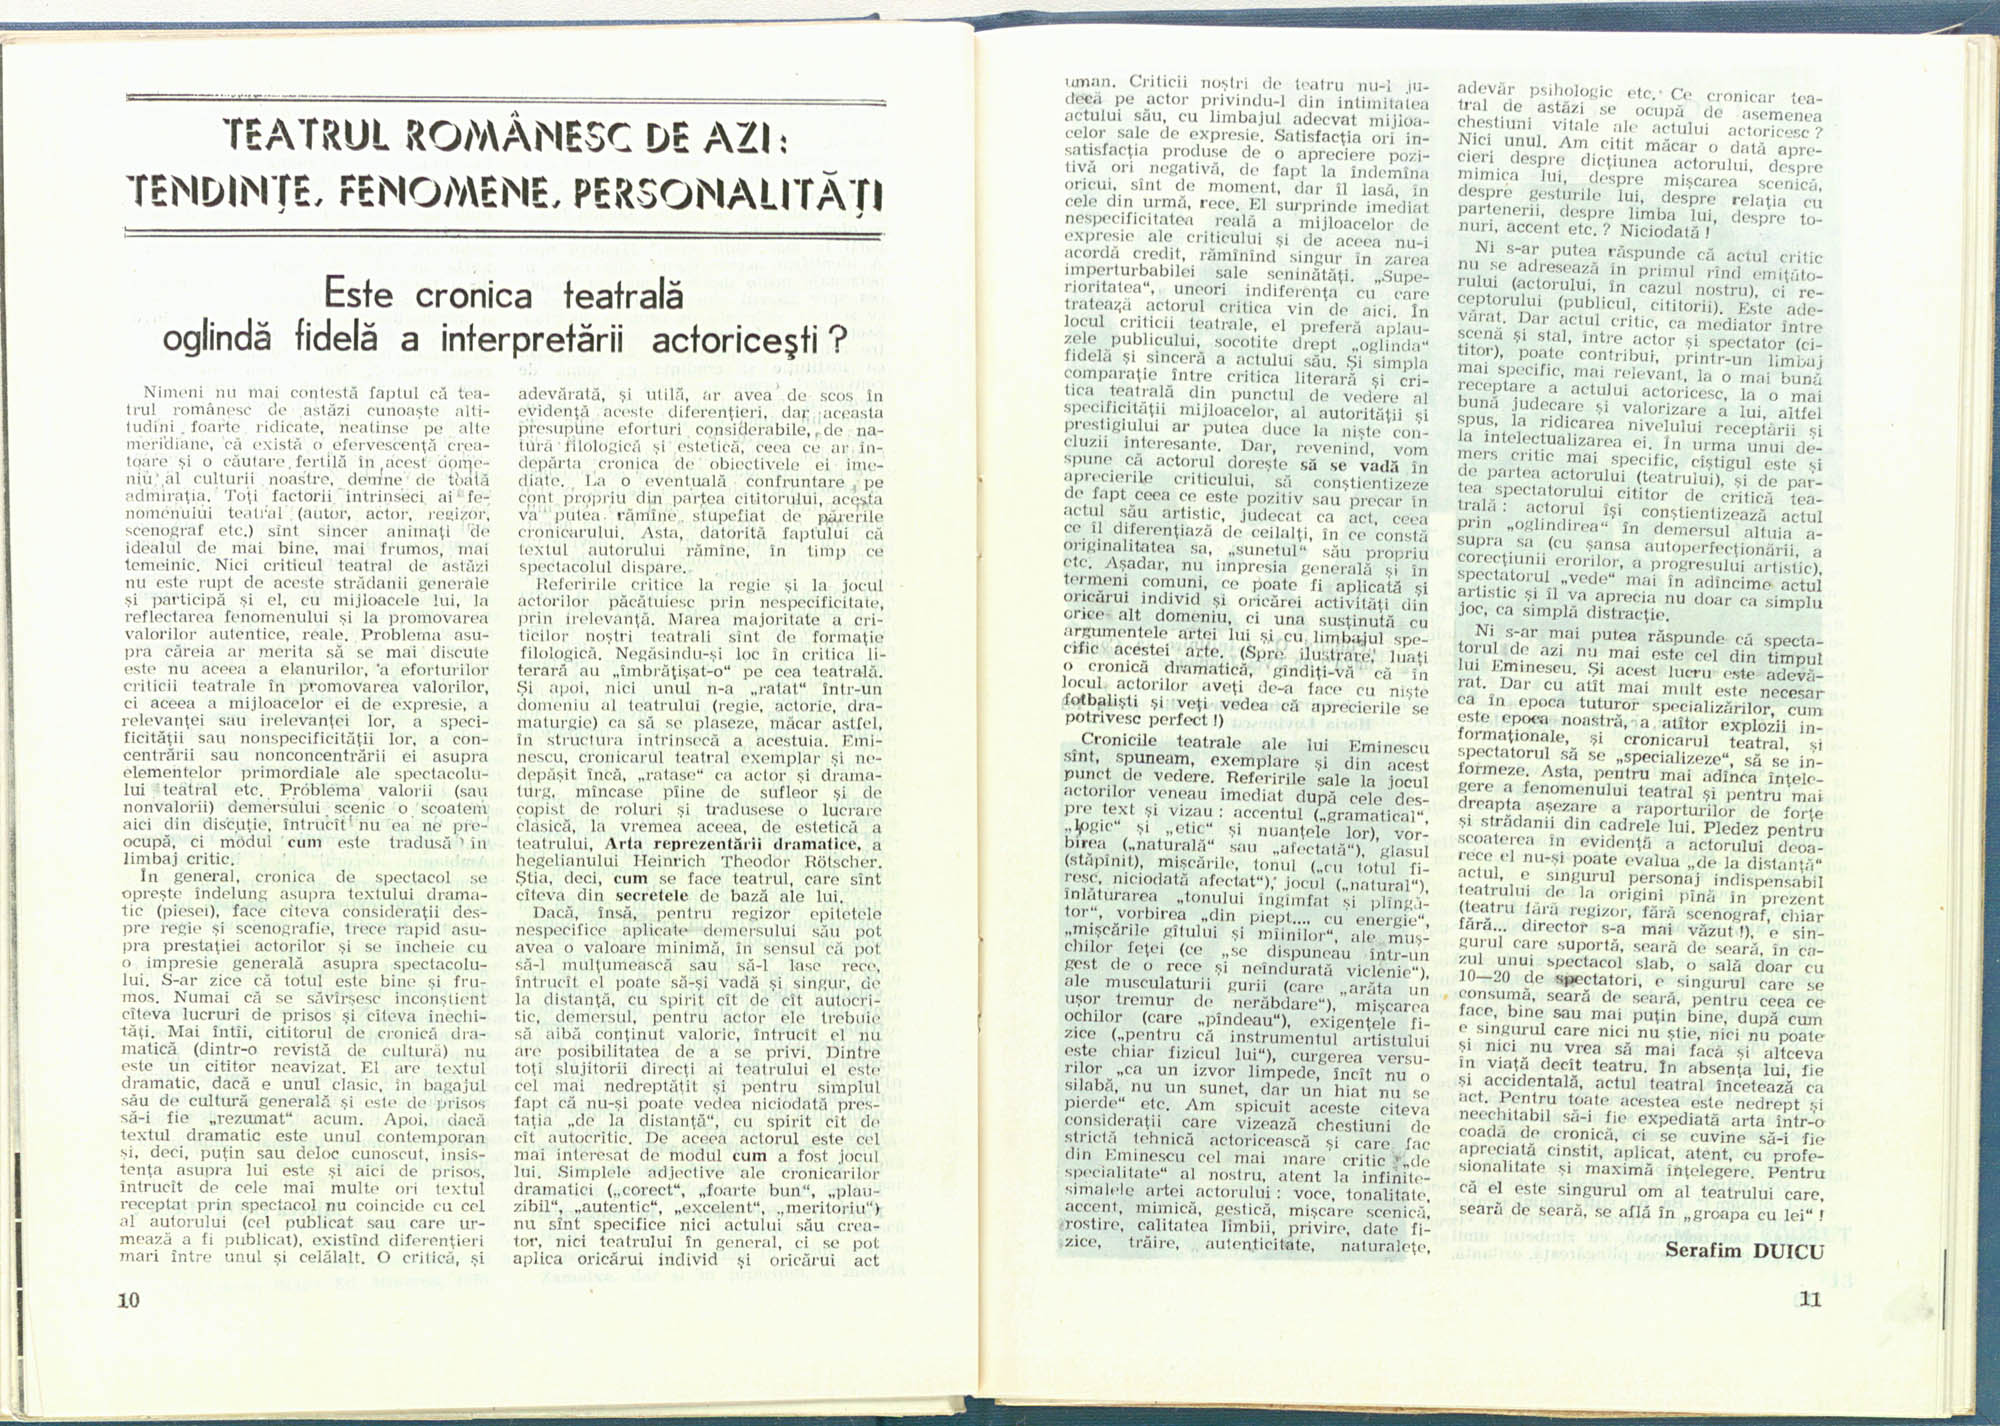 TEATRUL ROMÂNESC DE AZI:
TENDINȚE, FENOMENE, PERSONALITĂȚI
Este cronica teatrală
oglindă fidelă a interpretării actoricești ?
Nimeni nu mai contestă faptul că tea-
trul românesc de astăzi cunoaște alti-
tudini foarte ridicate, neatinse pe alte
meridiane, că există o efervescență crea-
toare și o căutare fertilă în acest dome-
niu al culturii noastre, demne de toată
admirația. Toți factorii intrinseci ai fe-
nomenului teatral (autor, actor, regizor,
scenograf etc.) sînt sincer animați de
idealul de mai bine, mai frumos, mai
temeinic. Nici criticul teatral de astăzi
nu este rupt de aceste strădanii generale
și participă și el, cu mijloacele lui, la
reflectarea fenomenului și la promovarea
valorilor autentice, reale. Problema asu-
pra căreia ar merita să se mai discute
este nu aceea a elanurilor, a eforturilor
criticii teatrale în promovarea valorilor,
ci aceea a mijloacelor ei de expresie, a
relevanței sau irelevanței lor, a speci-
ficității sau nonspecificității lor, a con-
centrării sau nonconcentrării ei asupra
elementelor primordiale ale spectacolu-
lui teatral etc. Problema valorii (sau
nonvalorii) demersului scenic o scoatem
aici din discuție, întrucît nu ea ne pre-
ocupă, ci modul cum este tradusă în
limbaj critic.
În general, cronica de spectacol se
oprește îndelung asupra textului drama-
tic (piesei), face cîteva considerații des-
pre regie și scenografie, trece rapid asu-
pra prestației actorilor și se încheie cu
o impresie generală asupra spectacolu-
lui. S-ar zice că totul este bine și fru-
mos. Numai că se săvîrșesc inconștient
cîteva lucruri de prisos și cîteva inechi-
tăți. Mai întîi, cititorul de cronică dra-
matică (dintr-o revistă de cultură) nu
este un cititor neavizat. El are textul
dramatic, dacă e unul clasic, în bagajul
său de cultură generală și este de prisos
să-i fie „rezumat“ acum. Apoi, dacă
textul dramatic este unul contemporan
și, deci, puțin sau deloc cunoscut, insis-
tența asupra lui este și aici de prisos,
întrucît de cele mai multe ori textul
receptat prin spectacol nu coincide cu cel
al autorului (cel publicat sau care ur-
mează a fi publicat), existînd diferențieri
mari între unul și celălalt. O critică, și
adevărată, și utilă, ar avea de scos în
evidență aceste diferențieri, dar aceasta
presupune eforturi considerabile, de na-
tură filologică și estetică, ceea ce ar în-
depărta cronica de obiectivele ei ime-
diate. La o eventuală confruntare pe
cont propriu din partea cititorului, acesta
va putea rămîne stupefiat de părerile
cronicarului. Asta, datorită faptului că
textul autorului rămîne, în timp ce
spectacolul dispare.
Referirile critice la regie și la jocul
actorilor păcătuiesc prin nespecificitate,
prin irelevanță. Marea majoritate a cri-
ticilor noștri teatrali sînt de formație
filologică. Negăsindu-și loc în critica li-
terară au „îmbrățișat-o“ pe cea teatrală.
Și apoi, nici unul n-a „ratat“ într-un
domeniu al teatrului (regie, actorie, dra-
maturgie) ca să se plaseze, măcar astfel,
în structura intrinsecă a acestuia. Emi-
nescu, cronicarul teatral exemplar și ne-
depășit încă, „ratase“ ca actor și drama-
turg, mîncase pîine de sufleor și de
copist de roluri și tradusese o lucrare
clasică, la vremea aceea, de estetică a
teatrului, Arta reprezentării dramatice, a
hegelianului Heinrich Theodor Rötscher.
Știa, deci, cum se face teatrul, care sînt
cîteva din secretele de bază ale lui.
Dacă, însă, pentru regizor epitetele
nespecifice aplicate demersului său pot
avea o valoare minimă, în sensul că pot
să-l mulțumească sau să-l lase rece,
întrucît el poate să-și vadă și singur, de
la distanță, cu spirit cît de cît autocri-
tic, demersul, pentru actor ele trebuie
să aibă conținut valoric, întrucît el nu
are posibilitatea de a se privi. Dintre
toți slujitorii direcți ai teatrului el este
cel mai nedreptățit și pentru simplul
fapt că nu-și poate vedea niciodată pres-
tația „de la distanță“, cu spirit cît de
cît autocritic. De aceea actorul este cel
mai interesat de modul cum a fost jocul
lui. Simplele adjective ale cronicarilor
dramatici („corect“, „foarte bun“, „plau-
zibil“, „autentic“, „excelent“, „meritoriu“)
nu sînt specifice nici actului său crea-
tor, nici teatrului în general, ci se pot
aplica oricărui individ și oricărui act
10
uman. Criticii noștri de teatru nu-l ju-
decă pe actor privindu-l din intimitatea
actului său, cu limbajul adecvat mijloa-
celor sale de expresie. Satisfacția ori in-
satisfacția produse de o apreciere pozi-
tivă ori negativă, de fapt la îndemîna
oricui, sînt de moment, dar îl lasă, în
cele din urmă, rece. El surprinde imediat
nespecificitatea reală a mijloacelor de
expresie ale criticului și de aceea nu-i
acordă credit, rămînînd singur în zarea
imperturbabilei sale seninătăți. „Supe-
rioritatea“, uneori indiferența cu care
tratează actorul critica vin de aici. În
locul criticii teatrale, el preferă aplau-
zele publicului, socotite drept „oglinda“
fidelă și sinceră a actului său. Și simpla
comparație între critica literară și cri-
tica teatrală din punctul de vedere al
specificității mijloacelor, al autorității și
prestigiului ar putea duce la niște con-
cluzii interesante. Dar, revenind, vom
spune că actorul dorește să se vadă în
aprecierile criticului, să conștientizeze
de fapt ceea ce este pozitiv sau precar în
actul său artistic, judecat ca act, ceea
ce îl diferențiază de ceilalți, în ce constă
originalitatea sa, „sunetul“ său propriu
etc. Așadar, nu impresia generală și în
termeni comuni, ce poate fi aplicată și
oricărui individ și oricărei activități din
orice alt domeniu, ci una susținută cu
argumentele artei lui și cu limbajul spe-
cific acestei arte. (Spre ilustrare, luați
o cronică dramatică, gîndiți-vă că în
locul actorilor aveți de-a face cu niște
fotbaliști și veți vedea că aprecierile se
potrivesc perfect !)
Cronicile teatrale ale lui Eminescu
sînt, spuneam, exemplare și din acest
punct de vedere. Referirile sale la jocul
actorilor veneau imediat după cele des-
pre text și vizau : accentul („gramatical“,
„logic“ și „etic“ și nuanțele lor), vor-
birea („naturală“ sau „afectată“), glasul
(stăpînit), mișcările, tonul („cu totul fi-
resc, niciodată afectat“), jocul („natural“),
înlăturarea „tonului îngîmfat și plîngă-
tor“, vorbirea „din piept.... cu energie“,
„mișcările gîtului și mîinilor“, ale muș-
chilor feței (ce „se dispuneau într-un
gest de o rece și neîndurată viclenie“),
ale musculaturii gurii (care „arăta un
ușor tremur de nerăbdare“), mișcarea
ochilor (care „pîndeau“), exigențele fi-
zice („pentru că instrumentul artistului
este chiar fizicul lui“), curgerea versu-
rilor „ca un izvor limpede, încît nu o
silabă, nu un sunet, dar un hiat nu se
pierde“ etc. Am spicuit aceste cîteva
considerații care vizează chestiuni de
strictă tehnică actoricească și care fac
din Eminescu cel mai mare critic „de
specialitate“ al nostru, atent la infinite-
simalele artei actorului : voce, tonalitate,
accent, mimică, gestică, mișcare scenică,
rostire, calitatea limbii, privire, date fi-
zice, trăire, autenticitate, naturalețe,
adevăr psihologic etc. Ce cronicar tea-
tral de astăzi se ocupă de asemenea
chestiuni vitale ale actului actoricesc ?
Nici unul. Am citit măcar o dată apre-
cieri despre dicțiunea actorului, despre
mimica lui, despre mișcarea scenică,
despre gesturile lui, despre relația cu
partenerii, despre limba lui, despre to-
nuri, accent etc. ? Niciodată !
Ni s-ar putea răspunde că actul critic
nu se adresează în primul rînd emițăto-
rului (actorului, în cazul nostru), ci re-
ceptorului (publicul, cititorii). Este ade-
vărat. Dar actul critic, ca mediator între
scenă și stal, între actor și spectator (ci-
titor), poate contribui, printr-un limbaj
mai specific, mai relevant, la o mai bună
receptare a actului actoricesc, la o mai
bună judecare și valorizare a lui, altfel
spus, la ridicarea nivelului receptării și
la intelectualizarea ei. În urma unui de-
mers critic mai specific, cîștigul este și
de partea actorului (teatrului), și de par-
tea spectatorului cititor de critică tea-
trală : actorul își conștientizează actul
prin „oglindirea“ în demersul altuia a-
supra sa (cu șansa autoperfecționării, a
corecțiunii erorilor, a progresului artistic),
spectatorul „vede“ mai în adîncime actul
artistic și îl va aprecia nu doar ca simplu
joc, ca simplă distracție.
Ni s-ar mai putea răspunde că specta-
torul de azi nu mai este cel din timpul
lui Eminescu. Și acest lucru este adevă-
rat. Dar cu atît mai mult este necesar
ca în epoca tuturor specializărilor, cum
este epoca noastră, a atîtor explozii in-
formaționale, și cronicarul teatral, și
spectatorul să se „specializeze“, să se in-
formeze. Asta, pentru mai adînca înțele-
gere a fenomenului teatral și pentru mai
dreapta așezare a raporturilor de forțe
și strădanii din cadrele lui. Pledez pentru
scoaterea în evidență a actorului deoa-
rece el nu-și poate evalua „de la distanță“
actul, e singurul personaj indispensabil
teatrului de la origini pînă în prezent
(teatru fără regizor, fără scenograf, chiar
fără... director s-a mai văzut !), e sin-
gurul care suportă, seară de seară, în ca-
zul unui spectacol slab, o sală doar cu
10—20 de spectatori, e singurul care se
consumă, seară de seară, pentru ceea ce
face, bine sau mai puțin bine, după cum
e singurul care nici nu știe, nici nu poate
și nici nu vrea să mai facă și altceva
în viață decît teatru. În absența lui, fie
și accidentală, actul teatral încetează ca
act. Pentru toate acestea este nedrept și
neechitabil să-i fie expediată arta într-o
coadă de cronică, ci se cuvine să-i fie
apreciată cinstit, aplicat, atent, cu profe-
sionalitate și maximă înțelegere. Pentru
că el este singurul om al teatrului care,
seară de seară, se află în „groapa cu lei“ !
Serafim DUICU
11